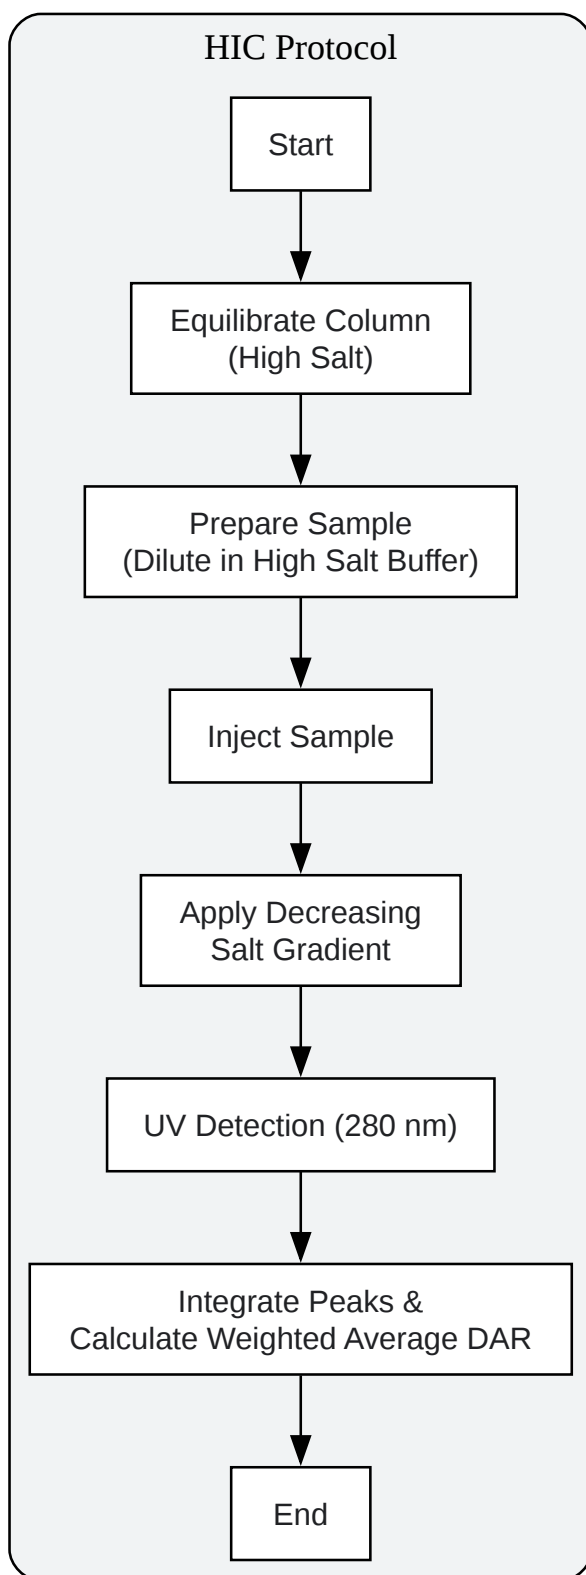 HIC Protocol
Start
Equilibrate Column
(High Salt)
Prepare Sample
(Dilute in High Salt Buffer)
Inject Sample
Apply Decreasing
Salt Gradient
UV Detection (280 nm)
Integrate Peaks &
Calculate Weighted Average DAR
End